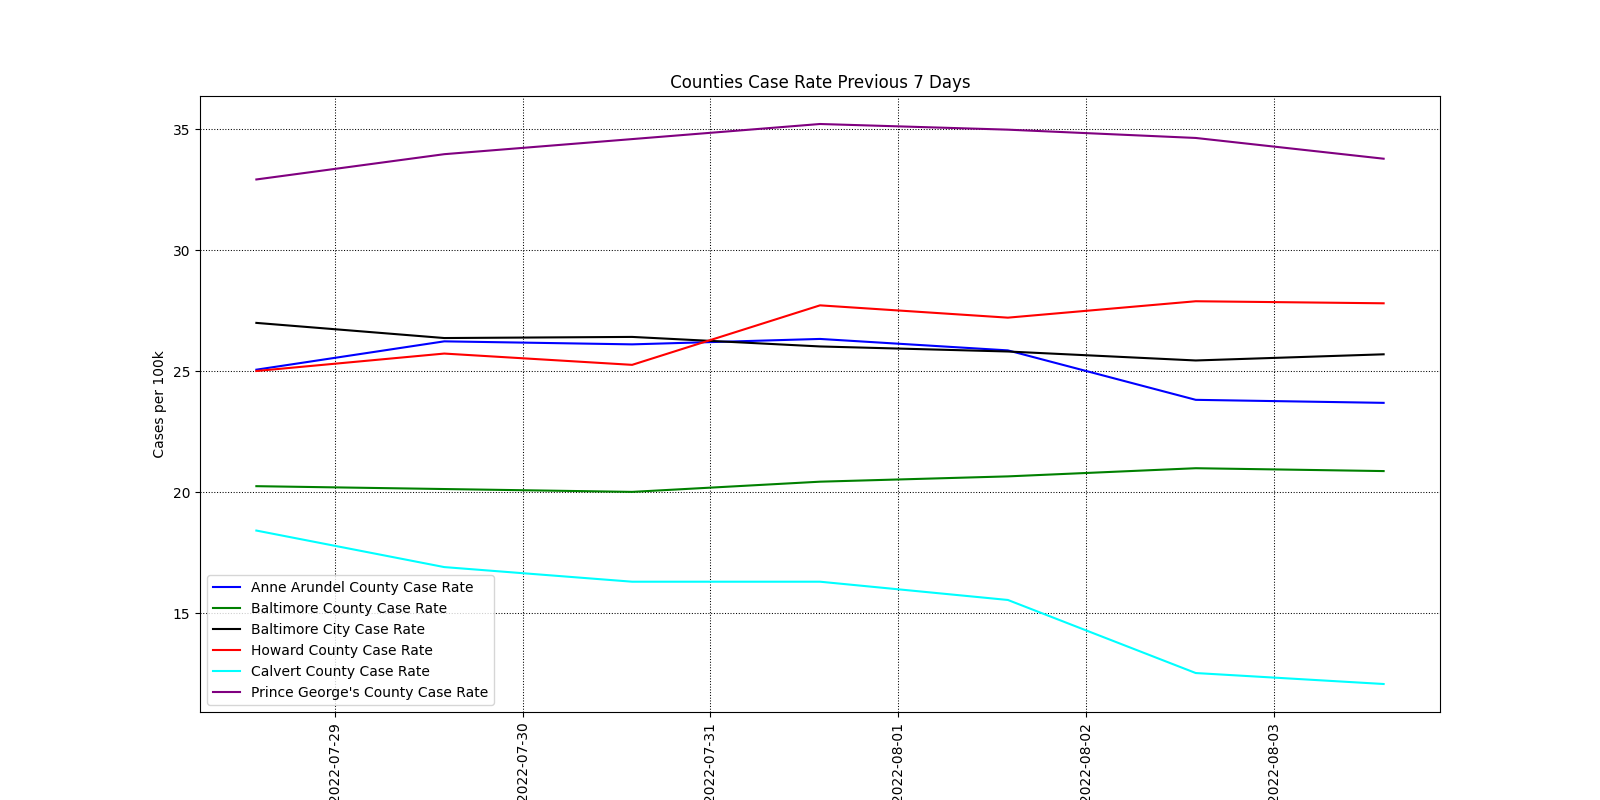 Counties Case Rate Previous 7 Days
Cases per 100k
35
30
25
20
15
Anne Arundel County Case Rate
Baltimore County Case Rate
Baltimore City Case Rate
Howard County Case Rate
Calvert County Case Rate
Prince George's County Case Rate
2022-07-29
2022-07-30
2022-07-31
2022-08-01
2022-08-02
2022-08-03